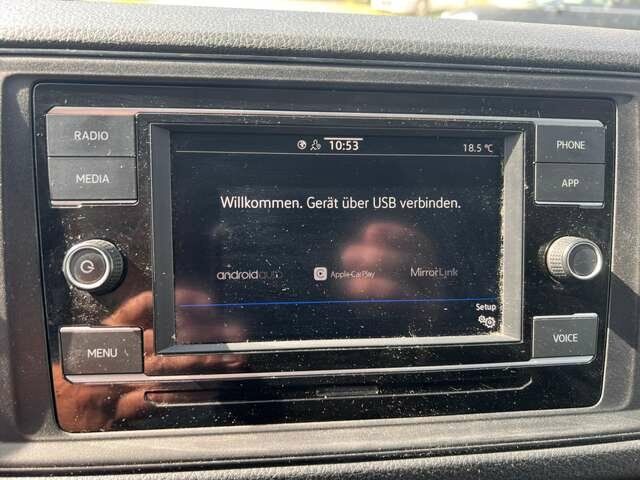 RADIO
MEDIA
MENU
10:53
18.5 °C
Willkommen. Gerät über USB verbinden.
androidauto
Apple CarPlay
MirrorLink
Setup
PHONE
APP
VOICE